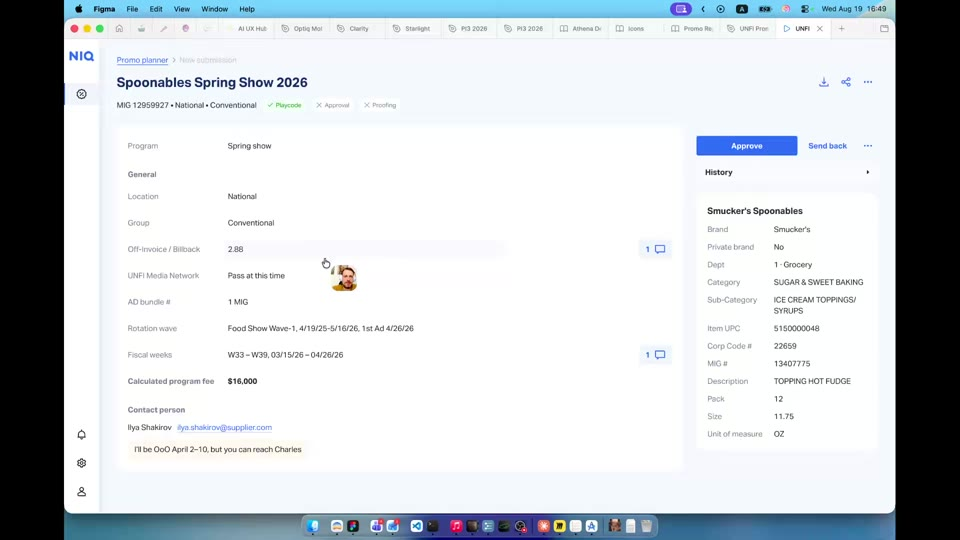 Figma File Edit View Window Help
A
Wed Aug 19 16:49
AI UX Hub
Optiq Mo
Clarity
Starlight
PI3 2026
PI3 2026
Athena D
Icons
Promo Re
UNFI Pro
UNFI
NIQ
Promo planner > New submission
Spoonables Spring Show 2026
MIG 12959927 • National • Conventional Playcode Approval Proofing
Program Spring show
Approve Send back
General
History
Location National
Smucker's Spoonables
Group Conventional
Brand Smucker's
Off-invoice / Billback 2.88 1
Private brand No
Dept 1 - Grocery
UNFI Media Network Pass at this time
Category SUGAR & SWEET BAKING
AD bundle # 1 MIG
Sub-Category ICE CREAM TOPPINGS/
SYRUPS
Rotation wave Food Show Wave-1, 4/19/25-5/16/26, 1st Ad 4/26/26
Item UPC 5150000048
Corp Code # 22659
Fiscal weeks W33 – W39, 03/15/26 – 04/26/26 1
MIG # 13407775
Calculated program fee $16,000
Description TOPPING HOT FUDGE
Pack 12
Contact person
Size 11.75
Ilya Shakirov ilya.shakirov@supplier.com
Unit of measure OZ
I'll be OoO April 2–10, but you can reach Charles